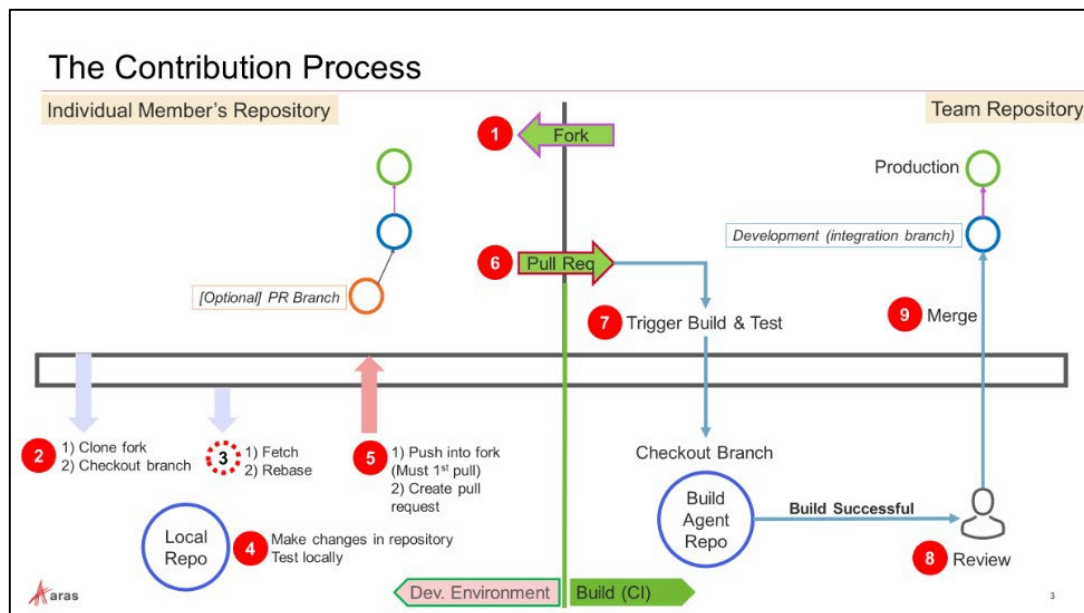 The Contribution Process
Individual Member's Repository
Team Repository
1
Fork
Production
Development (integration branch)
6
Pull Req
[Optional] PR Branch
7
Trigger Build & Test
9
Merge
2
1) Clone fork
2) Checkout branch
3
1) Fetch
2) Rebase
5
1) Push into fork
(Must 1st pull)
2) Create pull
request
Checkout Branch
Local
Repo
4
Make changes in repository
Test locally
Build
Agent
Repo
Build Successful
8
Review
aras
Dev. Environment
Build (CI)
3